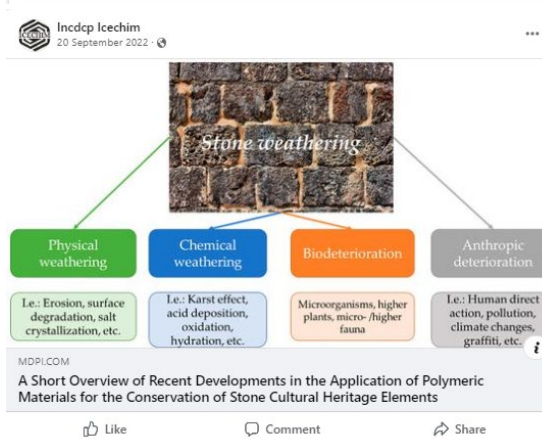 Incdcp Icechim
20 September 2022 ·
ICECHIM
Stone weathering
Physical
weathering
Chemical
weathering
Biodeterioration
Anthropic
deterioration
I.e.: Erosion, surface
degradation, salt
crystallization, etc.
I.e.: Karst effect,
acid deposition,
oxidation,
hydration, etc.
Microorganisms, higher
plants, micro- /higher
fauna
I.e.: Human direct
action, pollution,
climate changes,
graffiti, etc.
MDPI.COM
A Short Overview of Recent Developments in the Application of Polymeric
Materials for the Conservation of Stone Cultural Heritage Elements
Like
Comment
Share